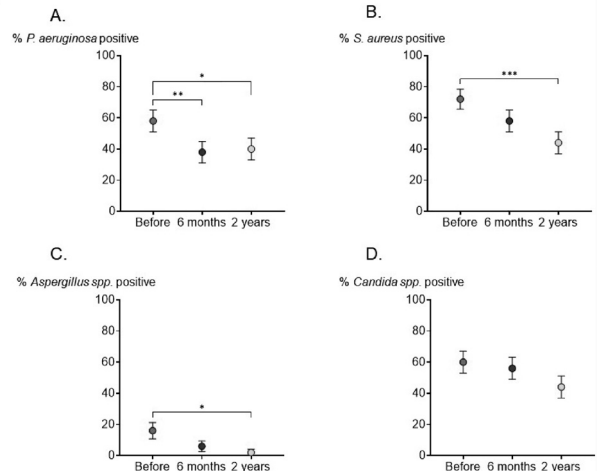 A.
% P. aeruginosa positive
100
80
60
40
20
0
*
**
Before 6 months 2 years
B.
% S. aureus positive
100
80
60
40
20
0
***
Before 6 months 2 years
C.
% Aspergillus spp. positive
100
80
60
40
20
0
*
Before 6 months 2 years
D.
% Candida spp. positive
100
80
60
40
20
0
Before 6 months 2 years